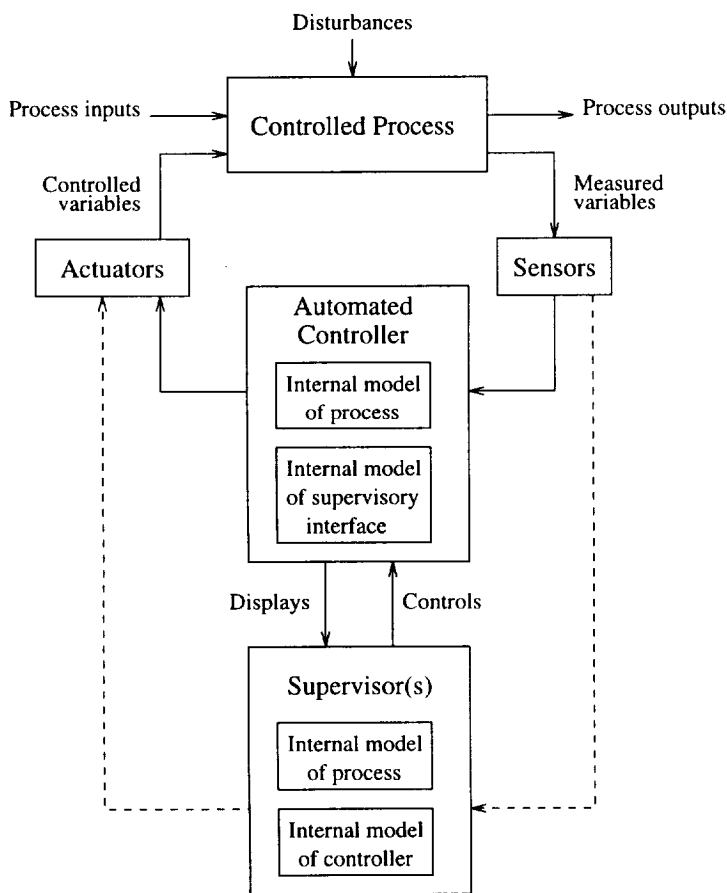 Disturbances
Process inputs
Controlled Process
Process outputs
Controlled
variables
Measured
variables
Actuators
Sensors
Automated
Controller
Internal model
of process
Internal model
of supervisory
interface
Displays
Controls
Supervisor(s)
Internal model
of process
Internal model
of controller